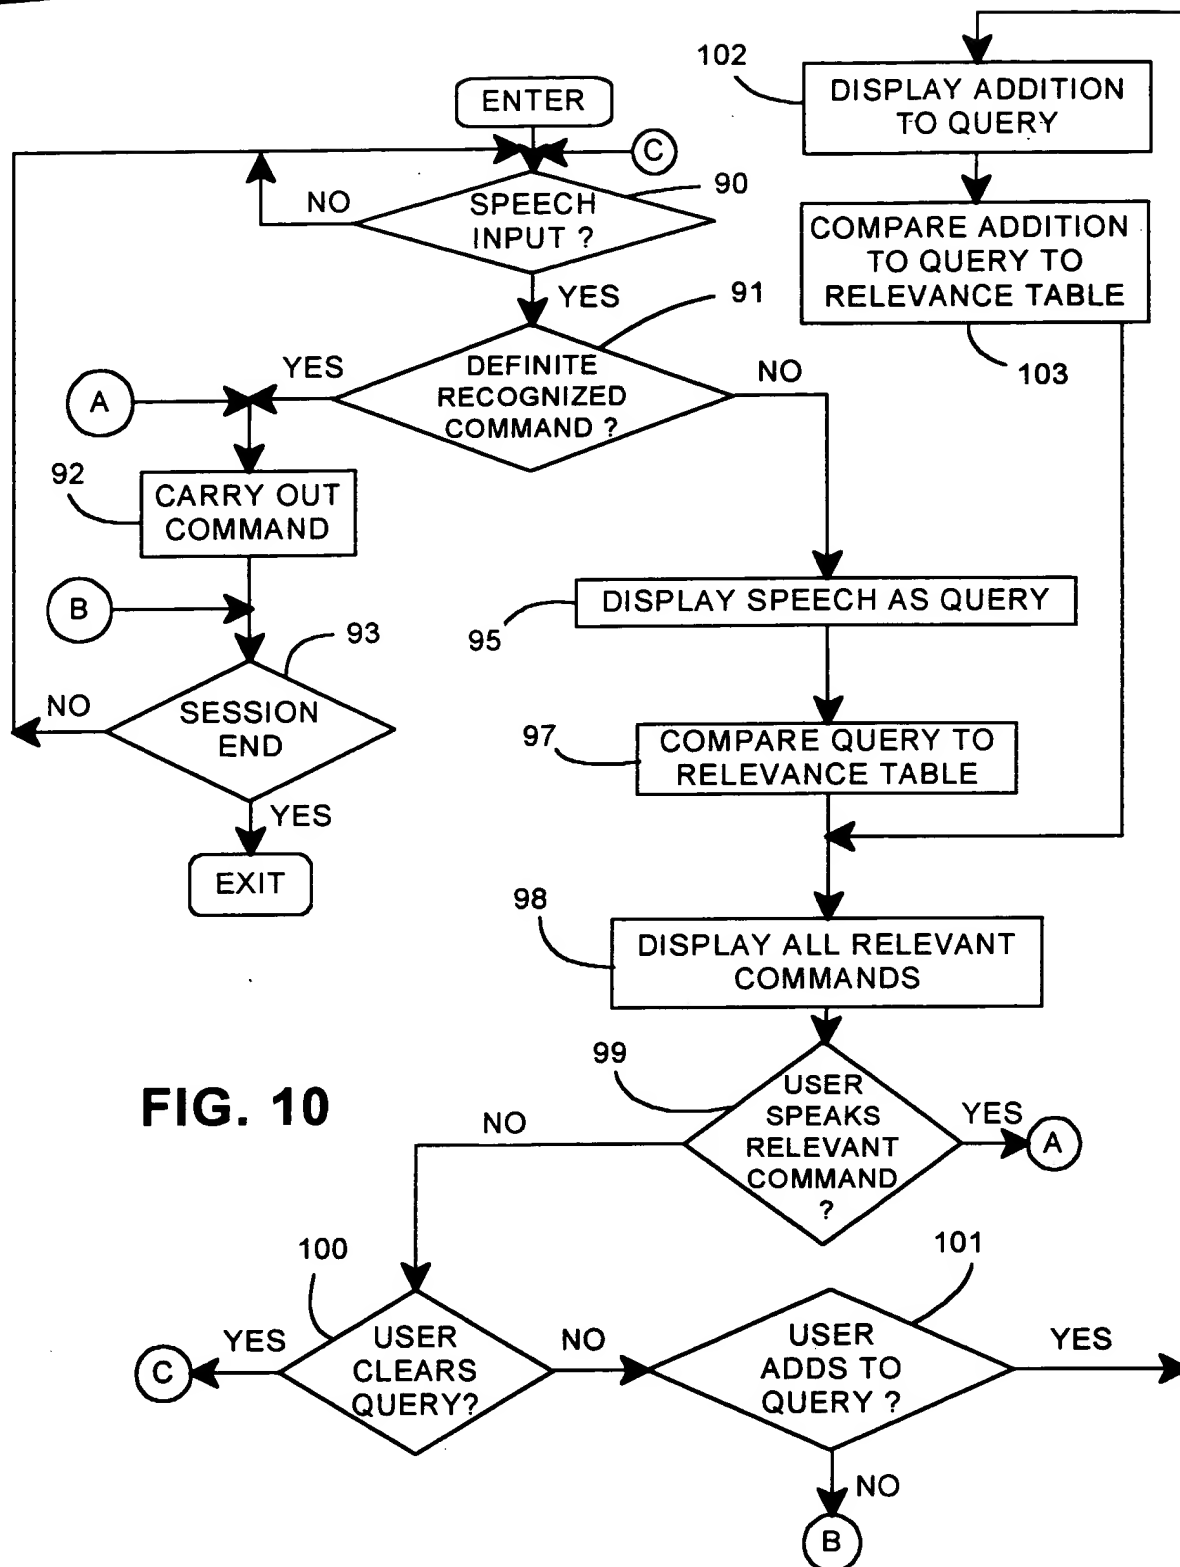 102
DISPLAY ADDITION
TO QUERY
ENTER
C
90
NO
SPEECH
INPUT ?
COMPARE ADDITION
TO QUERY TO
RELEVANCE TABLE
103
YES
91
YES
DEFINITE
RECOGNIZED
COMMAND ?
NO
A
92
CARRY OUT
COMMAND
B
93
NO
SESSION
END
YES
EXIT
DISPLAY SPEECH AS QUERY
95
97
COMPARE QUERY TO
RELEVANCE TABLE
98
DISPLAY ALL RELEVANT
COMMANDS
99
USER
SPEAKS
RELEVANT
COMMAND
?
YES
A
NO
FIG. 10
100
USER
CLEARS
QUERY?
YES
C
NO
101
USER
ADDS TO
QUERY ?
YES
NO
B